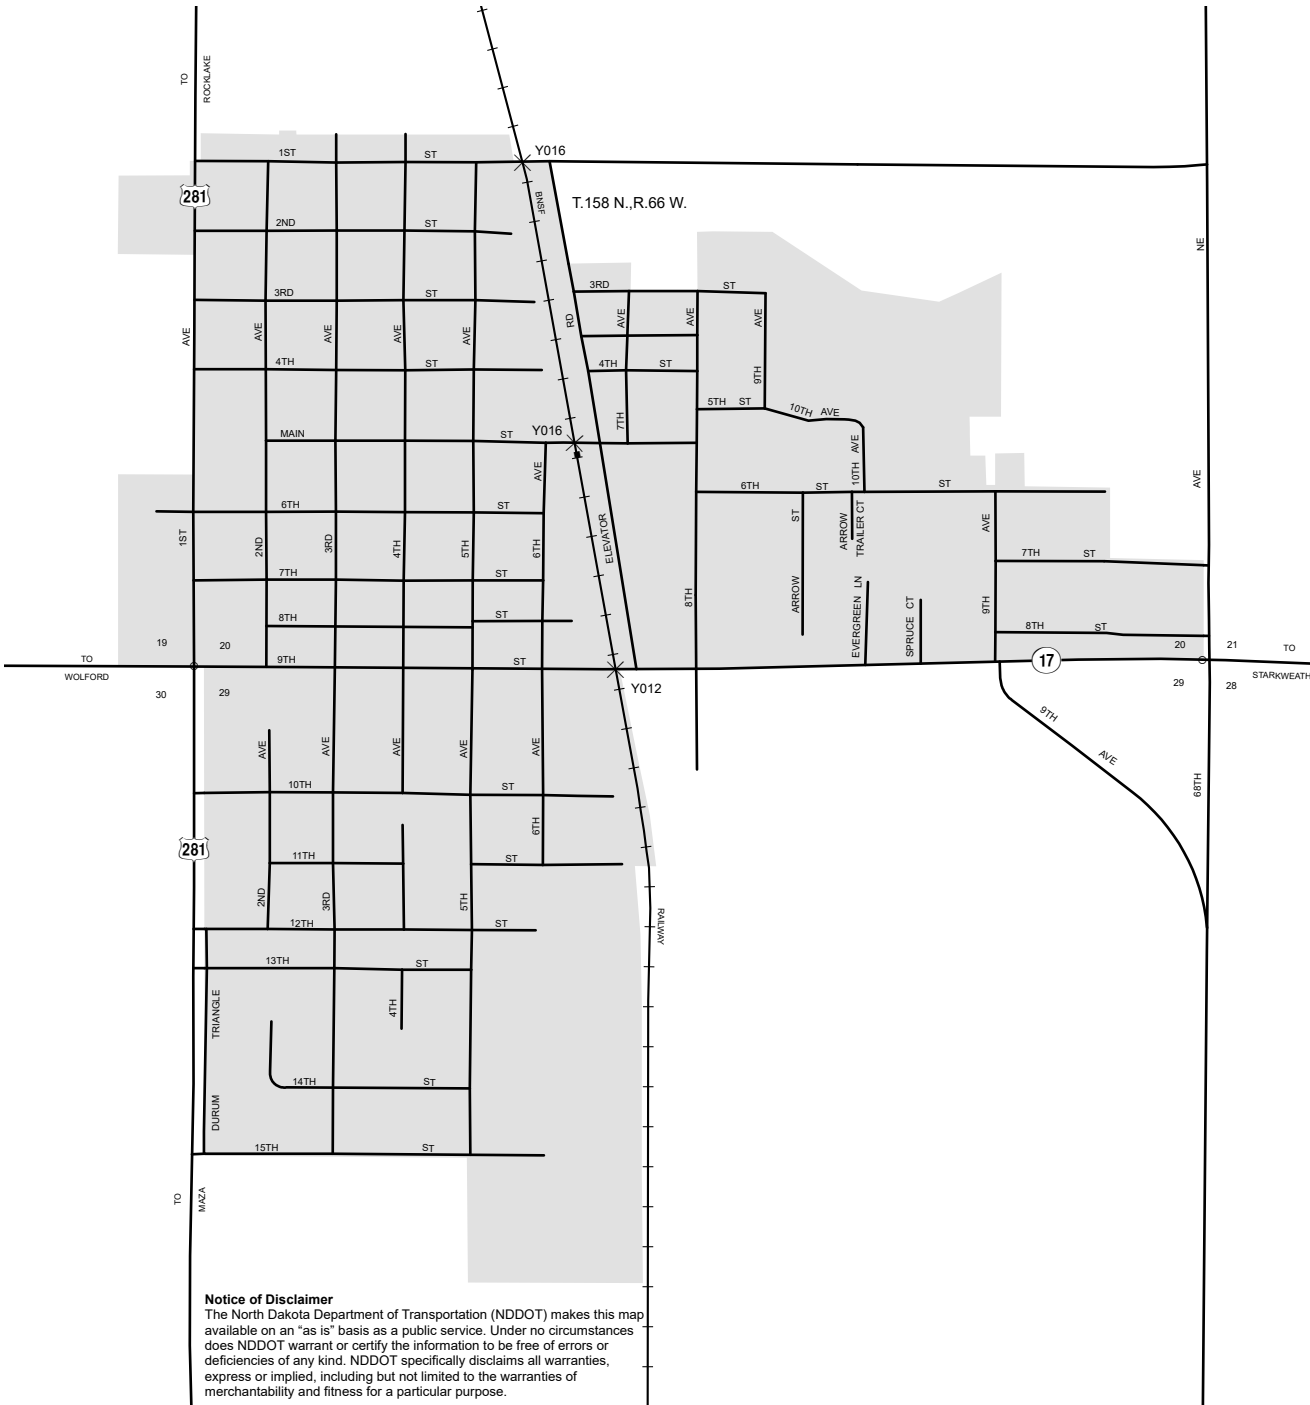 TO
ROCKLAKE
1ST ST
Y016
281
BNSF
T.158 N.,R.66 W.
2ND ST
NE
3RD ST
3RD ST
AVE
AVE
AVE
AVE
AVE
RD
AVE
AVE
AVE
4TH ST
4TH ST
9TH
5TH ST
10TH AVE
7TH
MAIN ST
Y016
AVE
10TH AVE
AVE
6TH ST ST
6TH ST
1ST
2ND
3RD
4TH
5TH
6TH
ELEVATOR
ST
ARROW
TRAILER CT
AVE
7TH ST
7TH ST
8TH
ARROW
EVERGREEN LN
SPRUCE CT
9TH
8TH ST
8TH ST
19
20
20
21
TO
WOLFORD
9TH ST
17
TO
STARKWEATH
30
29
Y012
29
28
9TH
AVE
AVE
AVE
AVE
AVE
AVE
68TH
10TH ST
6TH
281
11TH ST
2ND
3RD
5TH
12TH ST
RAILWAY
13TH ST
TRIANGLE
4TH
14TH ST
DURUM
15TH ST
TO
MAZA
Notice of Disclaimer
The North Dakota Department of Transportation (NDDOT) makes this map
available on an “as is” basis as a public service. Under no circumstances
does NDDOT warrant or certify the information to be free of errors or
deficiencies of any kind. NDDOT specifically disclaims all warranties,
express or implied, including but not limited to the warranties of
merchantability and fitness for a particular purpose.